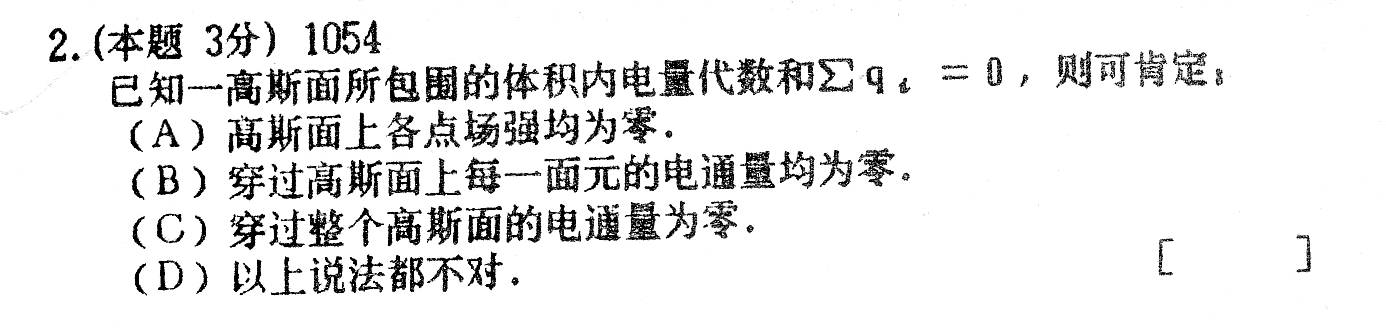 2.(本题 3分) 1054
已知一高斯面所包围的体积内电量代数和∑qᵢ = 0，则可肯定：
(A) 高斯面上各点场强均为零．
(B) 穿过高斯面上每一面元的电通量均为零．
(C) 穿过整个高斯面的电通量为零．
(D) 以上说法都不对． [ ]